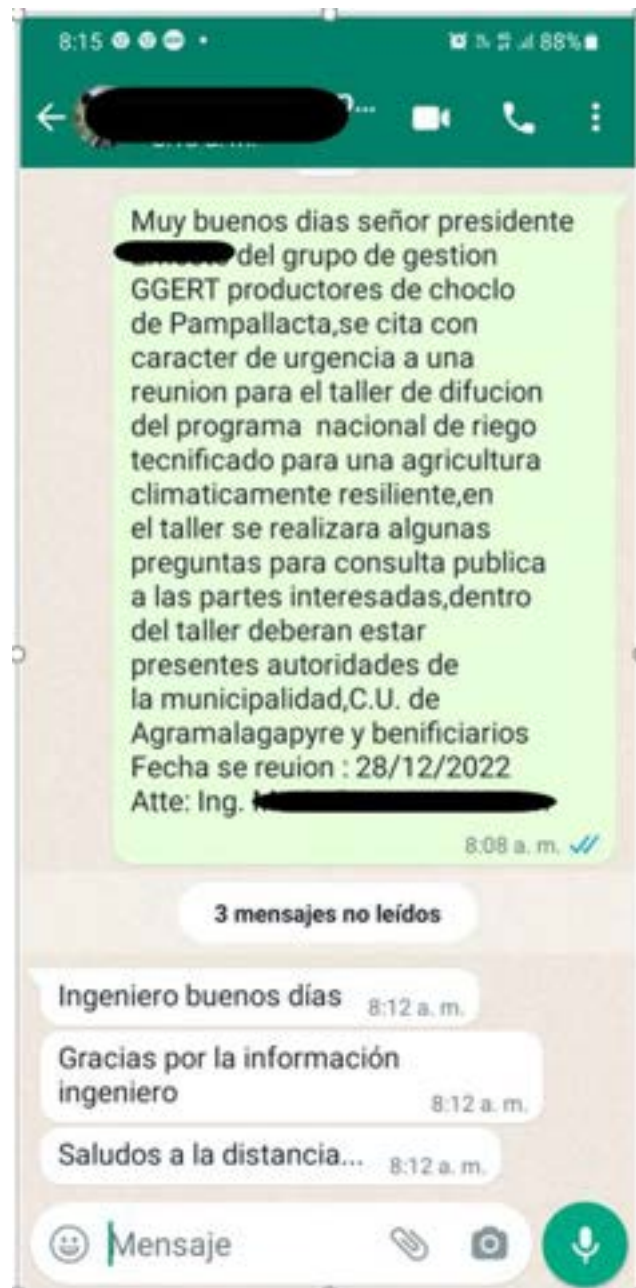 8:15
88%
Muy buenos dias señor presidente
del grupo de gestion
GGERT productores de choclo
de Pampallacta,se cita con
caracter de urgencia a una
reunion para el taller de difucion
del programa nacional de riego
tecnificado para una agricultura
climaticamente resiliente,en
el taller se realizara algunas
preguntas para consulta publica
a las partes interesadas,dentro
del taller deberan estar
presentes autoridades de
la municipalidad,C.U. de
Agramalagapyre y benificiarios
Fecha se reuion : 28/12/2022
Atte: Ing.
8:08 a. m.
3 mensajes no leídos
Ingeniero buenos días
8:12 a. m.
Gracias por la información
ingeniero
8:12 a. m.
Saludos a la distancia...
8:12 a. m.
Mensaje